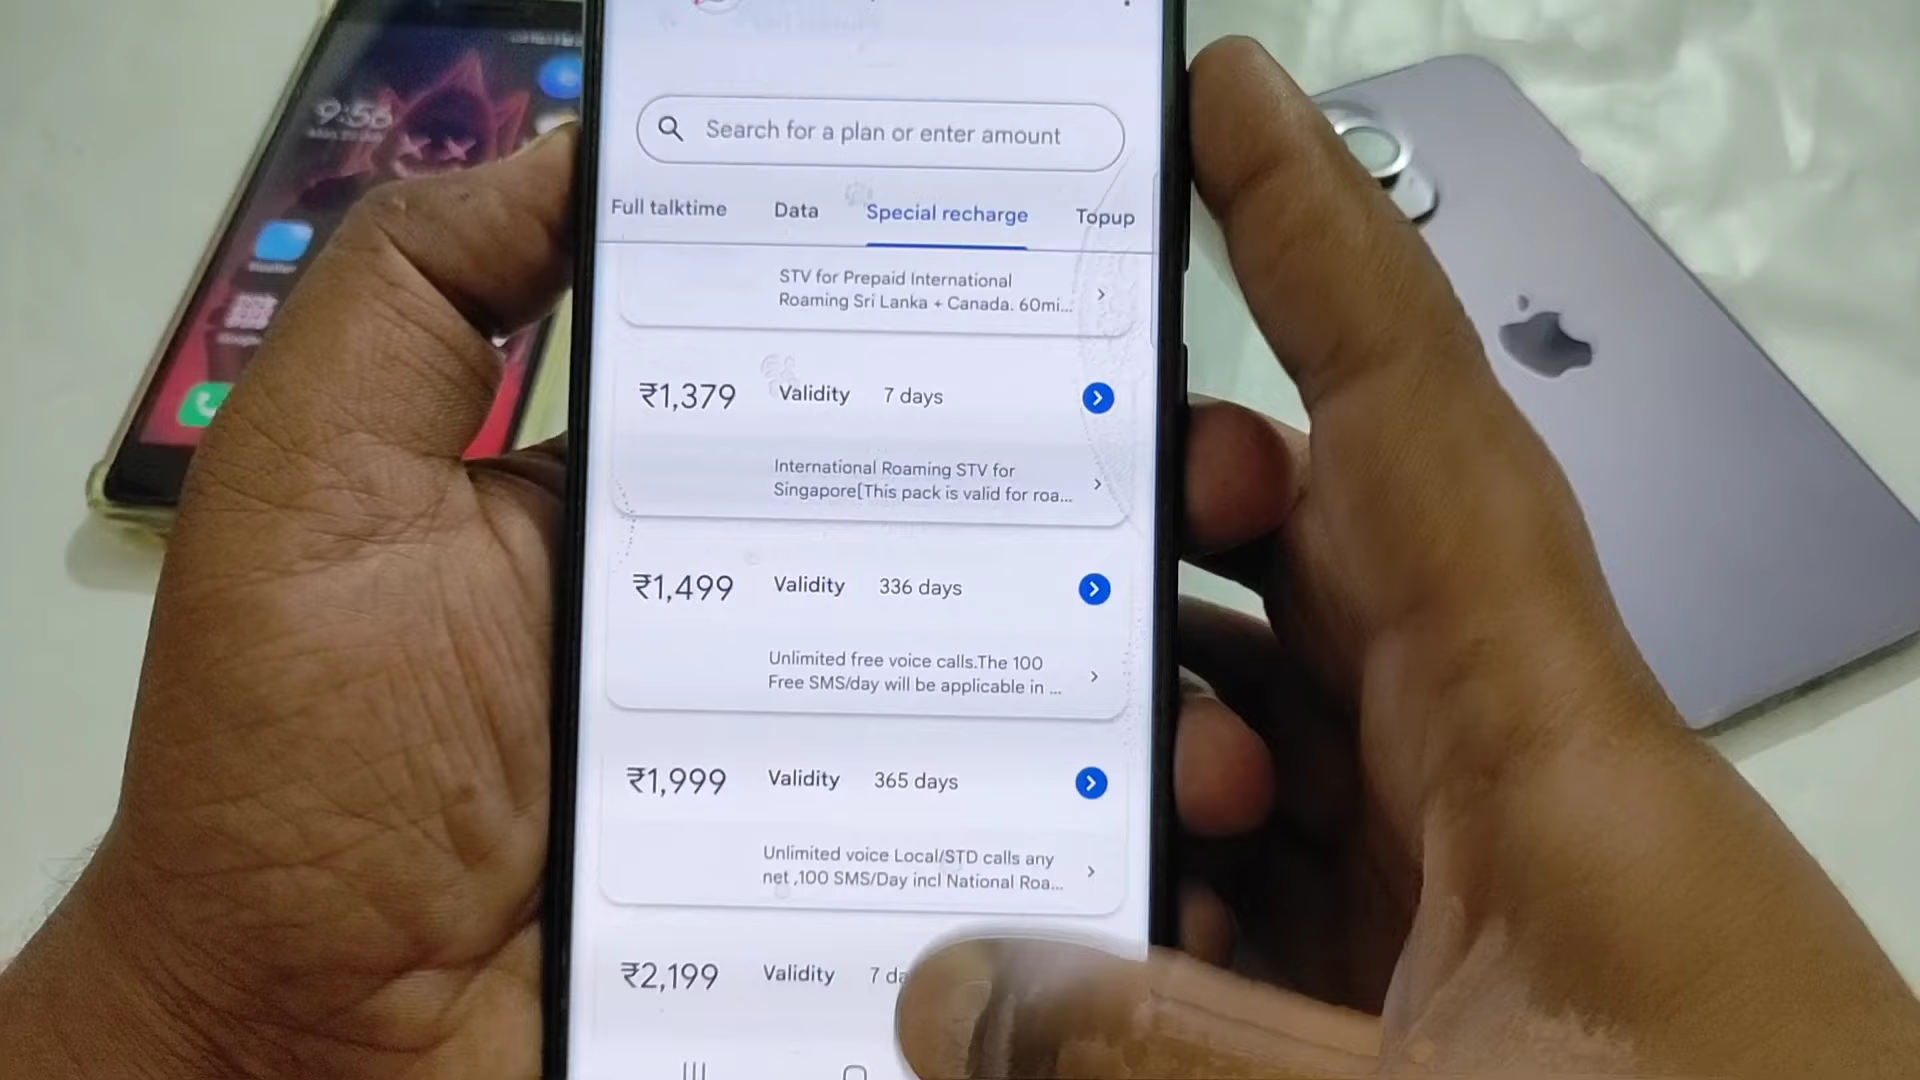 9:56
Search for a plan or enter amount
Full talktime Data Special recharge Topup
STV for Prepaid International
Roaming Sri Lanka + Canada. 60mi...
₹1,379 Validity 7 days
International Roaming STV for
Singapore[This pack is valid for roa...
₹1,499 Validity 336 days
Unlimited free voice calls.The 100
Free SMS/day will be applicable in ...
₹1,999 Validity 365 days
Unlimited voice Local/STD calls any
net ,100 SMS/Day incl National Roa...
₹2,199 Validity 7 da